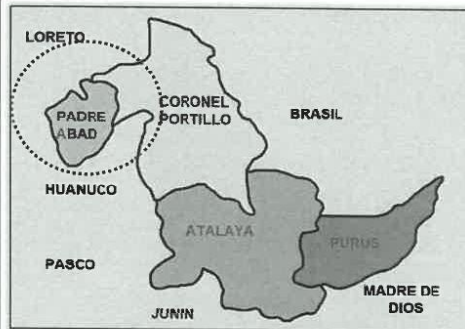 LORETO
CORONEL
PORTILLO
BRASIL
PADRE
ABAD
HUANUCO
ATALAYA
PURUS
PASCO
MADRE DE
DIOS
JUNIN